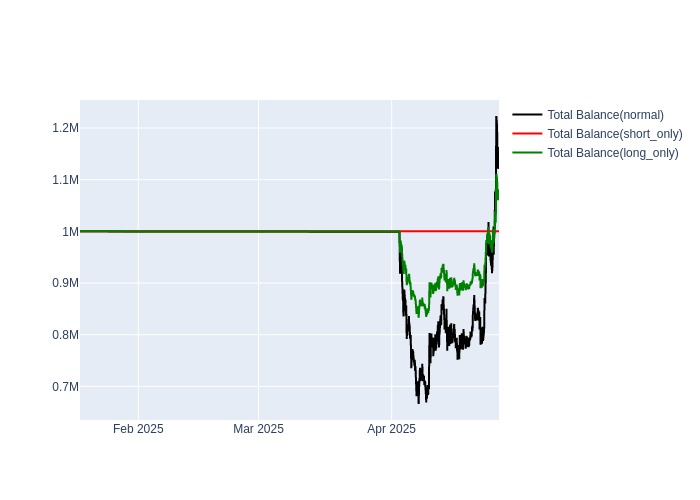 1.2M
1.1M
1M
0.9M
0.8M
0.7M
Feb 2025
Mar 2025
Apr 2025
Total Balance(normal)
Total Balance(short_only)
Total Balance(long_only)